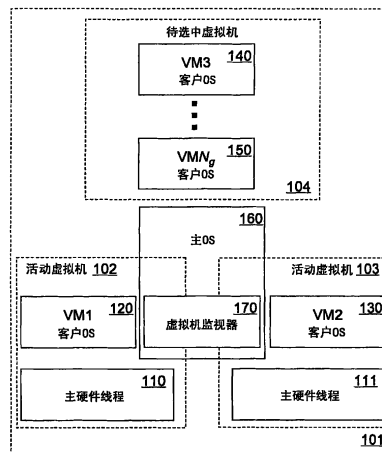 待选中虚拟机
VM3 140
客户OS
VMNg 150
客户OS
104
160
主OS
活动虚拟机 102
活动虚拟机 103
VM1 120
客户OS
170
虚拟机监视器
VM2 130
客户OS
110
主硬件线程
111
主硬件线程
101